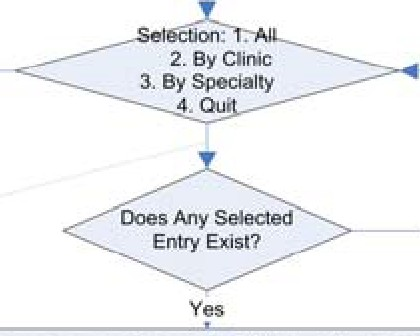 Selection: 1. All
2. By Clinic
3. By Specialty
4. Quit
Does Any Selected
Entry Exist?
Yes